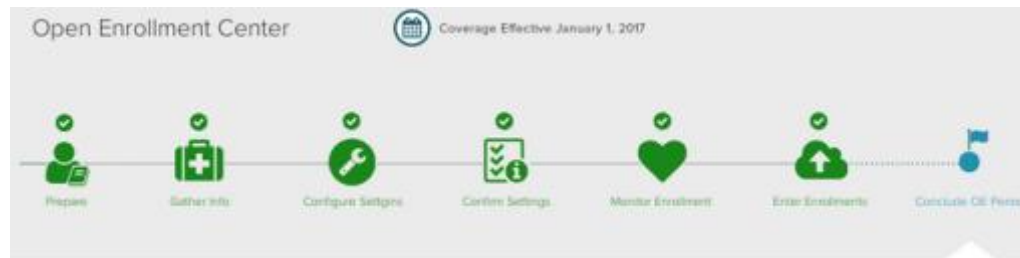 Open Enrollment Center
Coverage Effective January 1, 2017
Prepare
Gather Info
Configure Settgins
Confirm Settings
Monitor Enrollment
Enter Enrollments
Conclude OE